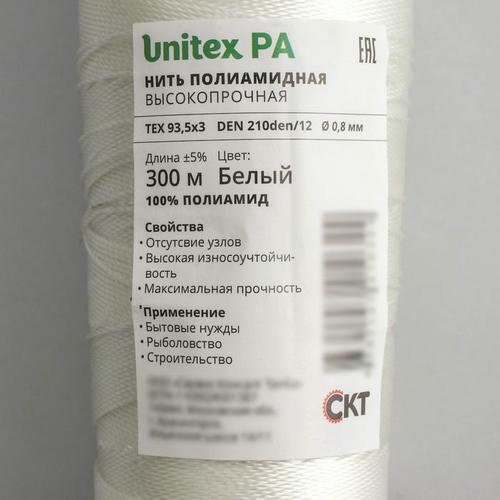 Unitex PA
EAC
НИТЬ ПОЛИАМИДНАЯ
ВЫСОКОПРОЧНАЯ
TEX 93,5x3 DEN 210den/12 Ø 0,8 мм
Длина ±5% Цвет:
300 м Белый
100% ПОЛИАМИД
Свойства
• Отсутсвие узлов
• Высокая износоучтойчи-
вость
• Максимальная прочность
Применение
• Бытовые нужды
• Рыболовство
• Строительство
СКТ